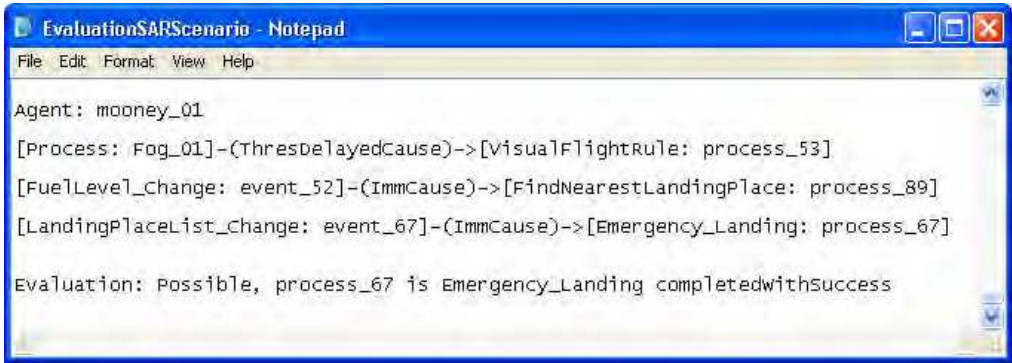 EvaluationSARScenario - Notepad
File Edit Format View Help
Agent: mooney_01
[Process: Fog_01]-(ThresDelayedCause)->[VisualFlightRule: process_53]
[FuelLevel_Change: event_52]-(ImmCause)->[FindNearestLandingPlace: process_89]
[LandingPlaceList_Change: event_67]-(ImmCause)->[Emergency_Landing: process_67]
Evaluation: Possible, process_67 is Emergency_Landing completedWithSuccess